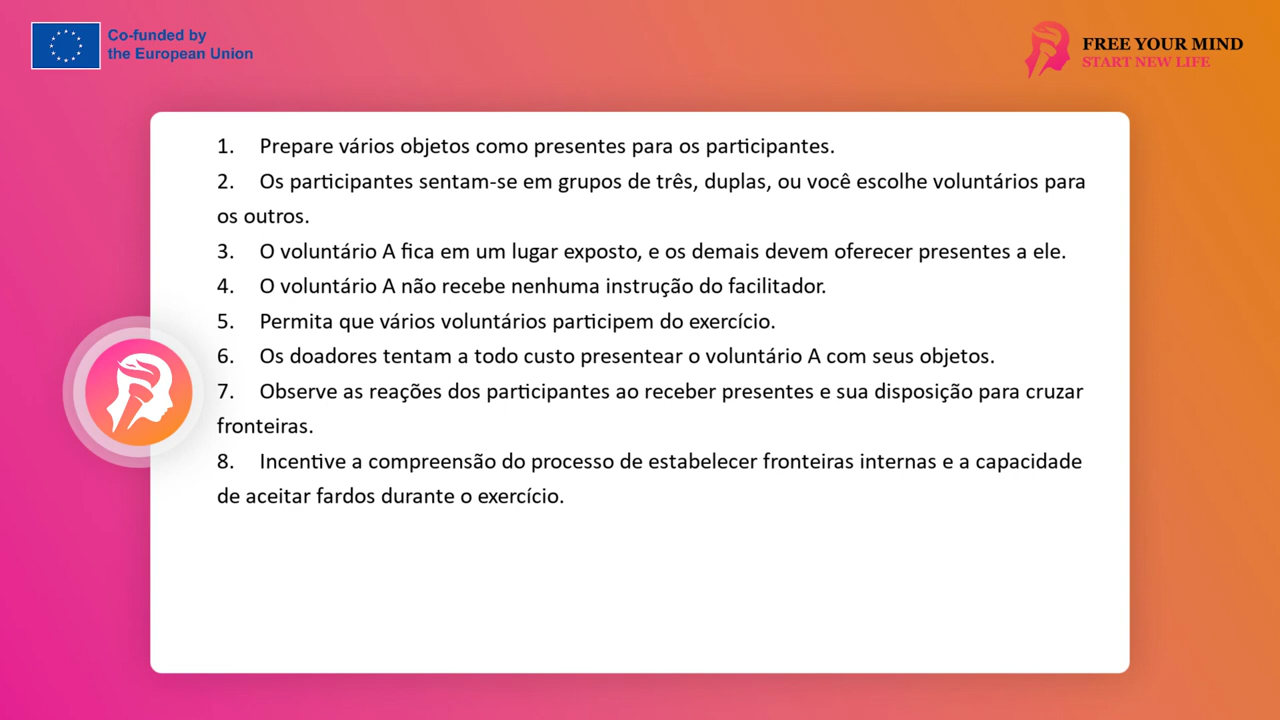 Co-funded by
the European Union
FREE YOUR MIND
START NEW LIFE
1. Prepare vários objetos como presentes para os participantes.
2. Os participantes sentam-se em grupos de três, duplas, ou você escolhe voluntários para
os outros.
3. O voluntário A fica em um lugar exposto, e os demais devem oferecer presentes a ele.
4. O voluntário A não recebe nenhuma instrução do facilitador.
5. Permita que vários voluntários participem do exercício.
6. Os doadores tentam a todo custo presentear o voluntário A com seus objetos.
7. Observe as reações dos participantes ao receber presentes e sua disposição para cruzar
fronteiras.
8. Incentive a compreensão do processo de estabelecer fronteiras internas e a capacidade
de aceitar fardos durante o exercício.